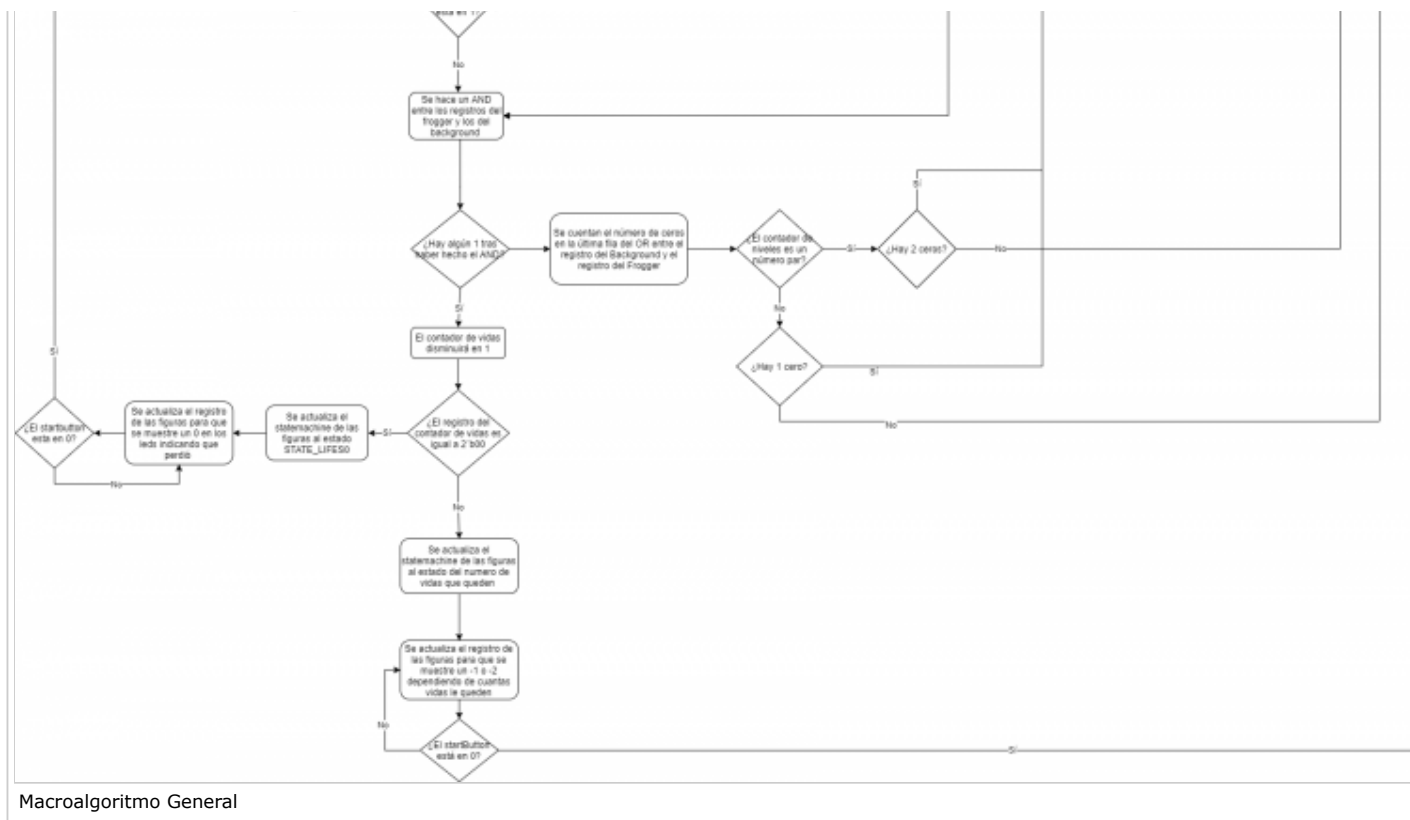 está en 1?
No
Se hace un AND
entre los registros del
frogger y los del
background
¿Hay algún 1 tras
haber hecho el AND?
Se cuentan el número de ceros
en la última fila del OR entre el
registro del Background y el
registro del Frogger
¿El contador de
niveles es un
número par?
Sí
¿Hay 2 ceros?
Sí
No
No
¿Hay 1 cero?
Sí
No
Sí
El contador de vidas
disminuirá en 1
¿El registro del
contador de vidas es
igual a 2'b00
Sí
Se actualiza el
statemachine de las
figuras al estado
STATE_LIFES0
Se actualiza el registro
de las figuras para que
se muestre un 0 en los
leds indicando que
perdió
¿El startbutton
esta en 0?
Sí
No
No
Se actualiza el
statemachine de las figuras
al estado del numero de
vidas que queden
Se actualiza el registro de
las figuras para que se
muestre un -1 o -2
dependiendo de cuantas
vidas le queden
No
¿El startButton
está en 0?
Sí
Macroalgoritmo General